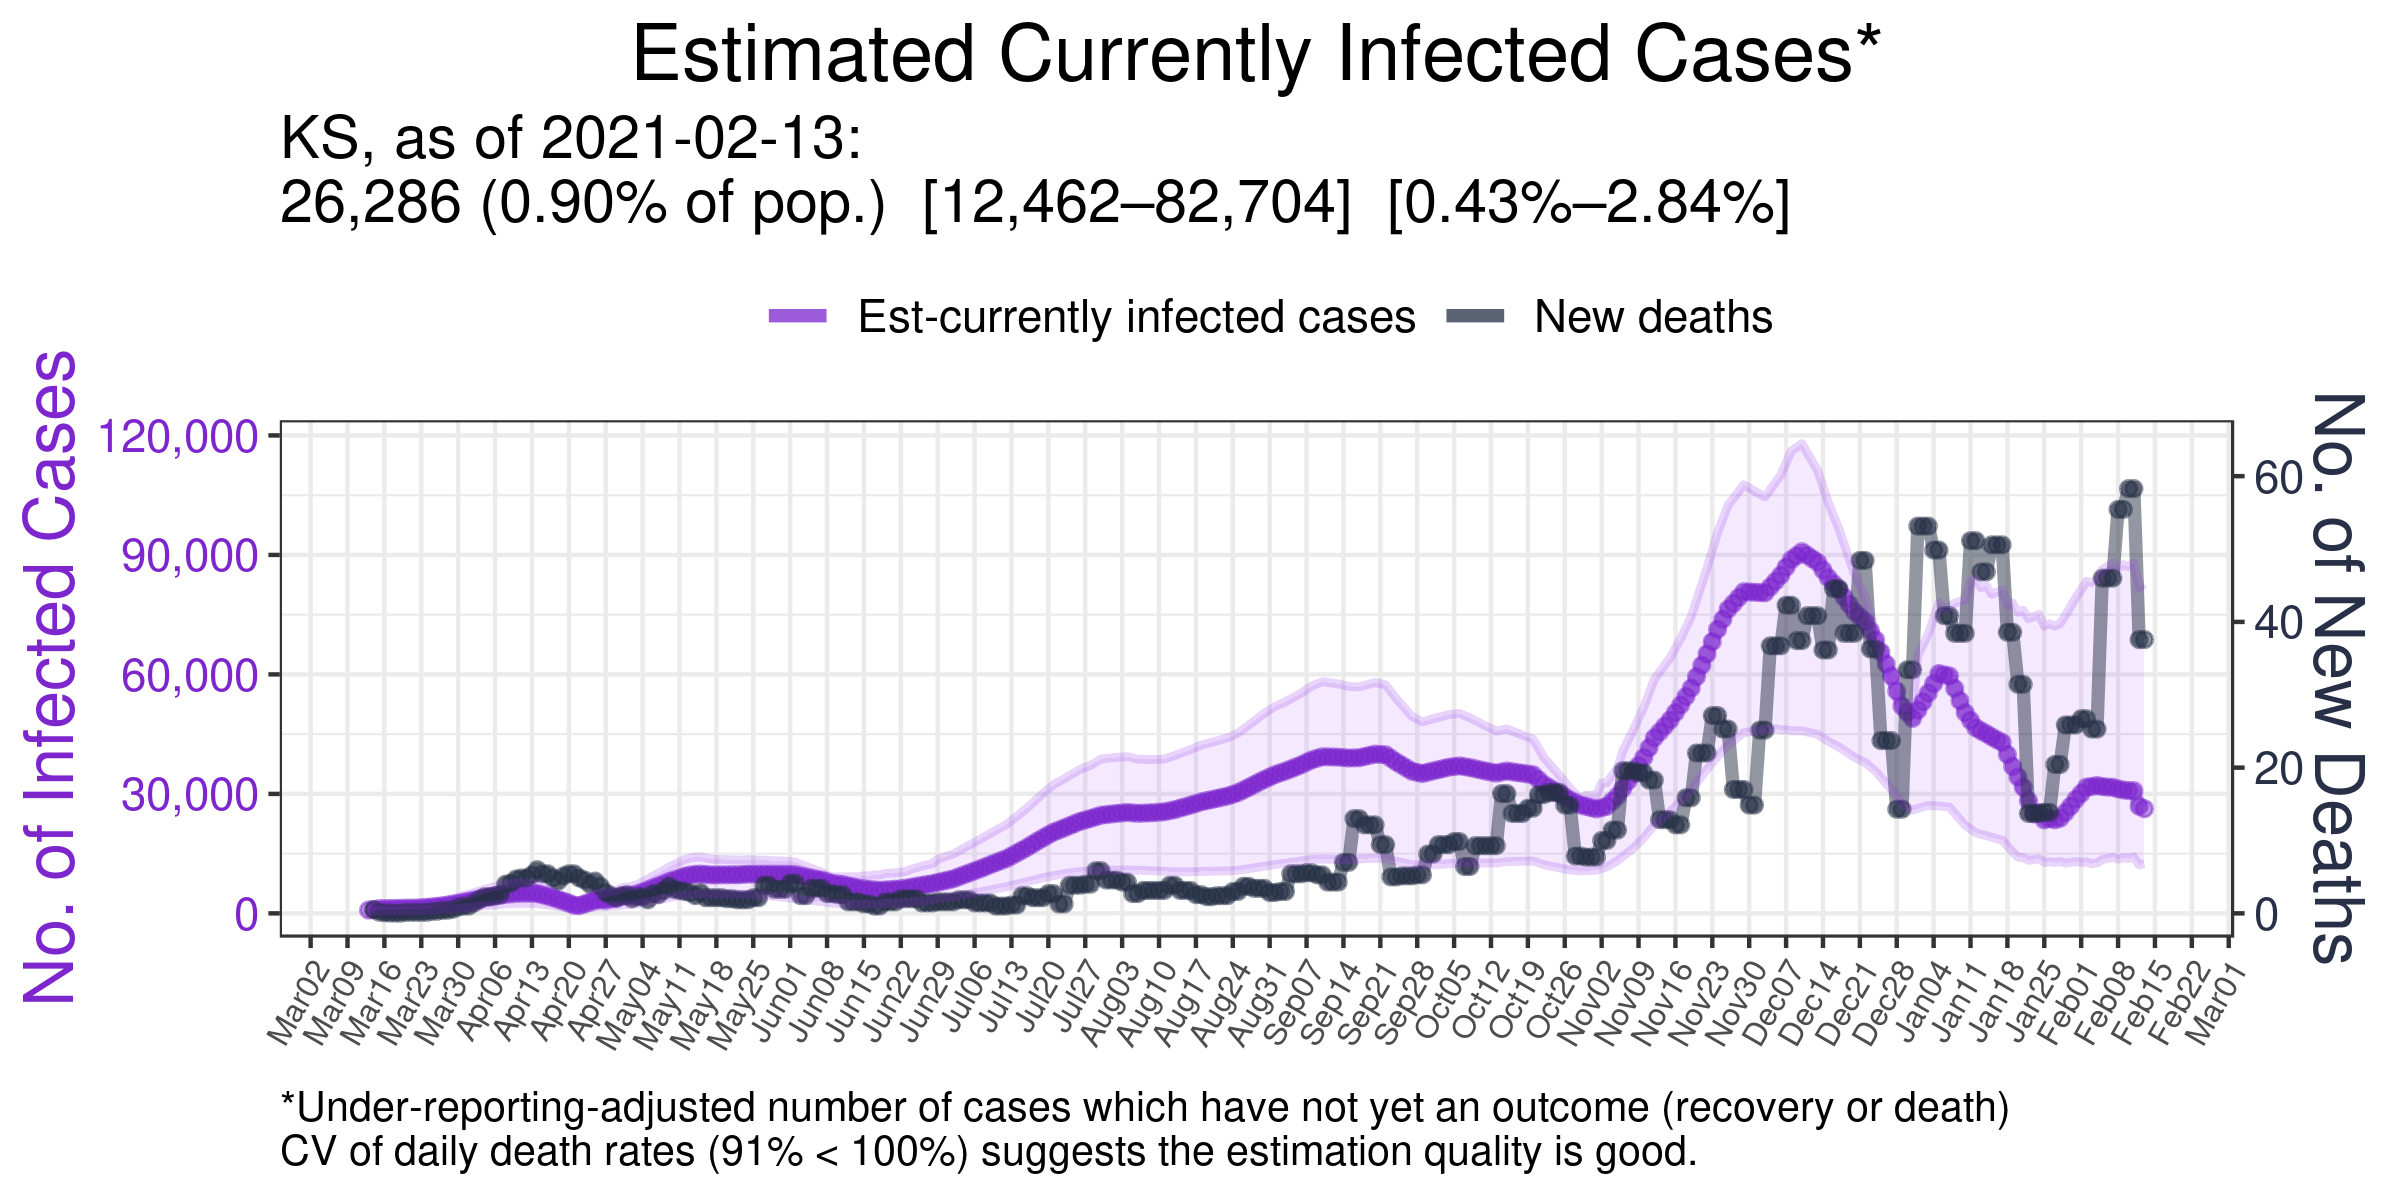 Estimated Currently Infected Cases*
KS, as of 2021-02-13:
26,286 (0.90% of pop.) [12,462–82,704] [0.43%–2.84%]
Est-currently infected cases
New deaths
No. of Infected Cases
120,000
90,000
60,000
30,000
0
60
40
20
0
No. of New Deaths
Mar02
Mar09
Mar16
Mar23
Mar30
Apr06
Apr13
Apr20
Apr27
May04
May11
May18
May25
Jun01
Jun08
Jun15
Jun22
Jun29
Jul06
Jul13
Jul20
Jul27
Aug03
Aug10
Aug17
Aug24
Aug31
Sep07
Sep14
Sep21
Sep28
Oct05
Oct12
Oct19
Oct26
Nov02
Nov09
Nov16
Nov23
Nov30
Dec07
Dec14
Dec21
Dec28
Jan04
Jan11
Jan18
Jan25
Feb01
Feb08
Feb15
Feb22
Mar01
*Under-reporting-adjusted number of cases which have not yet an outcome (recovery or death)
CV of daily death rates (91% < 100%) suggests the estimation quality is good.